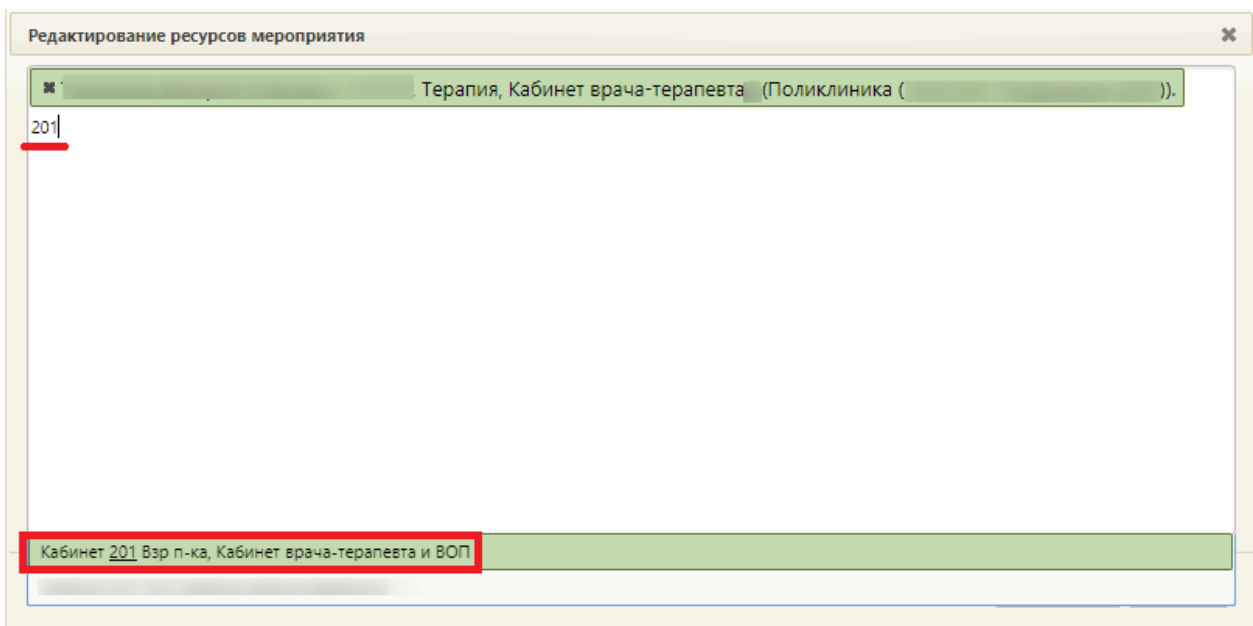 Редактирование ресурсов мероприятия
Терапия, Кабинет врача-терапевта (Поликлиника ( )).
201
Кабинет 201 Взр п-ка, Кабинет врача-терапевта и ВОП